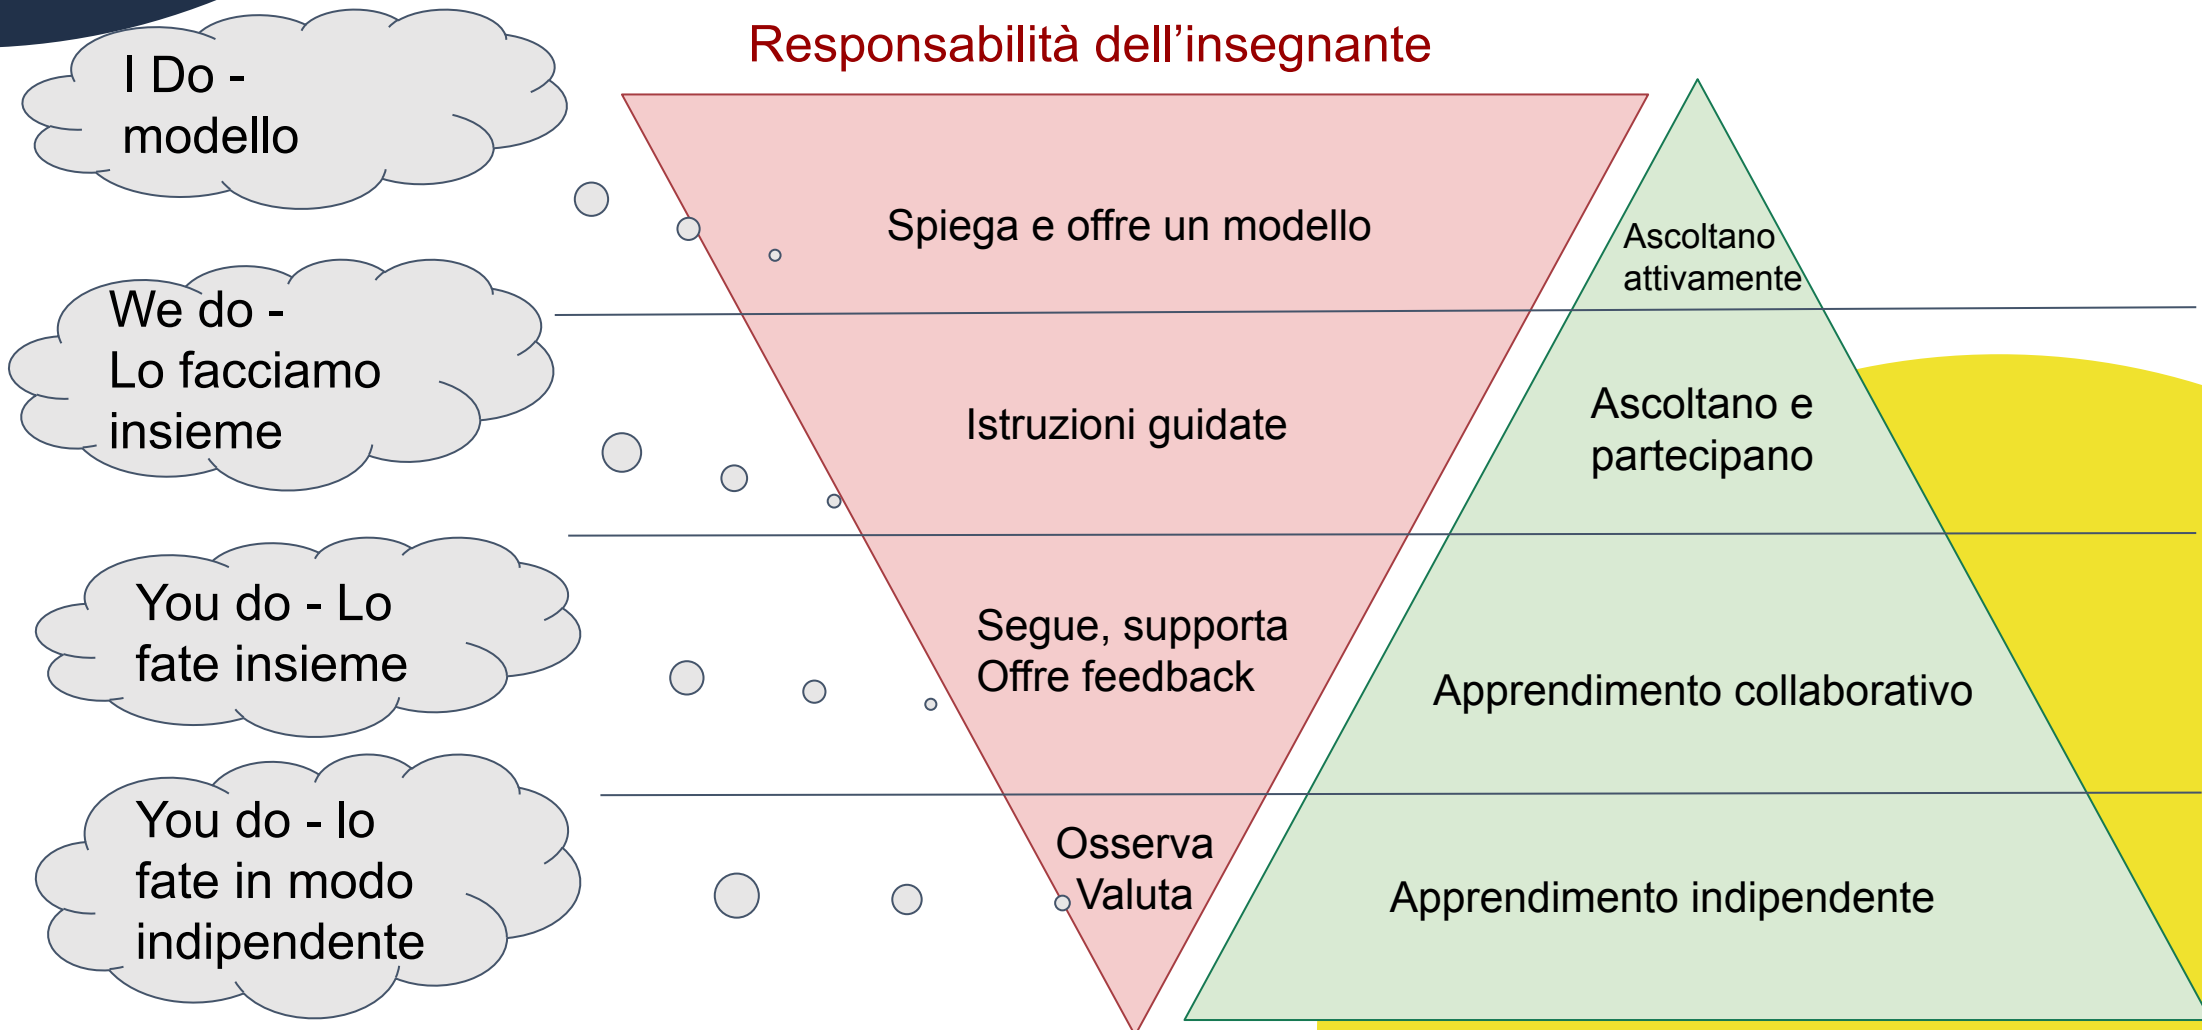 Responsabilità dell'insegnante
I Do -
modello
Spiega e offre un modello
Ascoltano
attivamente
We do -
Lo facciamo
insieme
Istruzioni guidate
Ascoltano e
partecipano
You do - Lo
fate insieme
Segue, supporta
Offre feedback
Apprendimento collaborativo
You do - lo
fate in modo
indipendente
Osserva
Valuta
Apprendimento indipendente